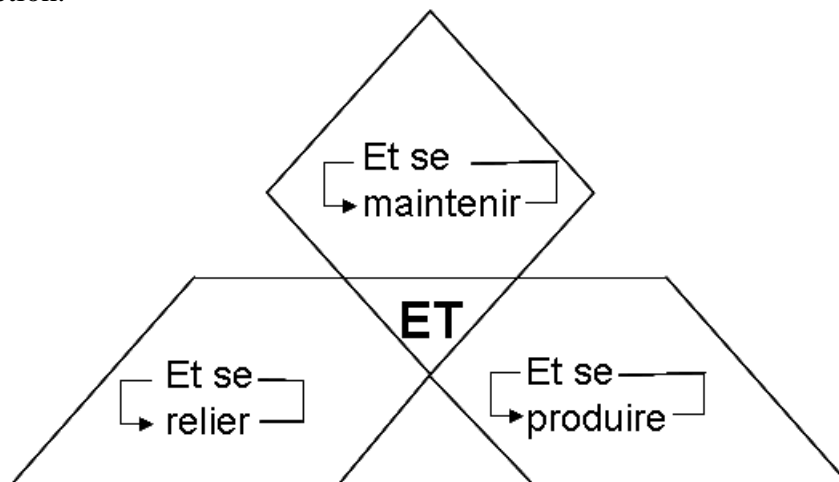 Et se
maintenir
ET
Et se
relier
Et se
produire